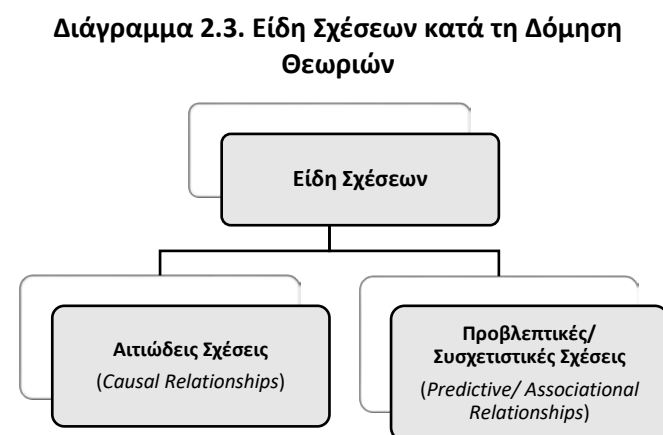 Διάγραμμα 2.3. Είδη Σχέσεων κατά τη Δόμηση
Θεωριών
Είδη Σχέσεων
Αιτιώδεις Σχέσεις
(Causal Relationships)
Προβλεπτικές/
Συσχετιστικές Σχέσεις
(Predictive/ Associational
Relationships)